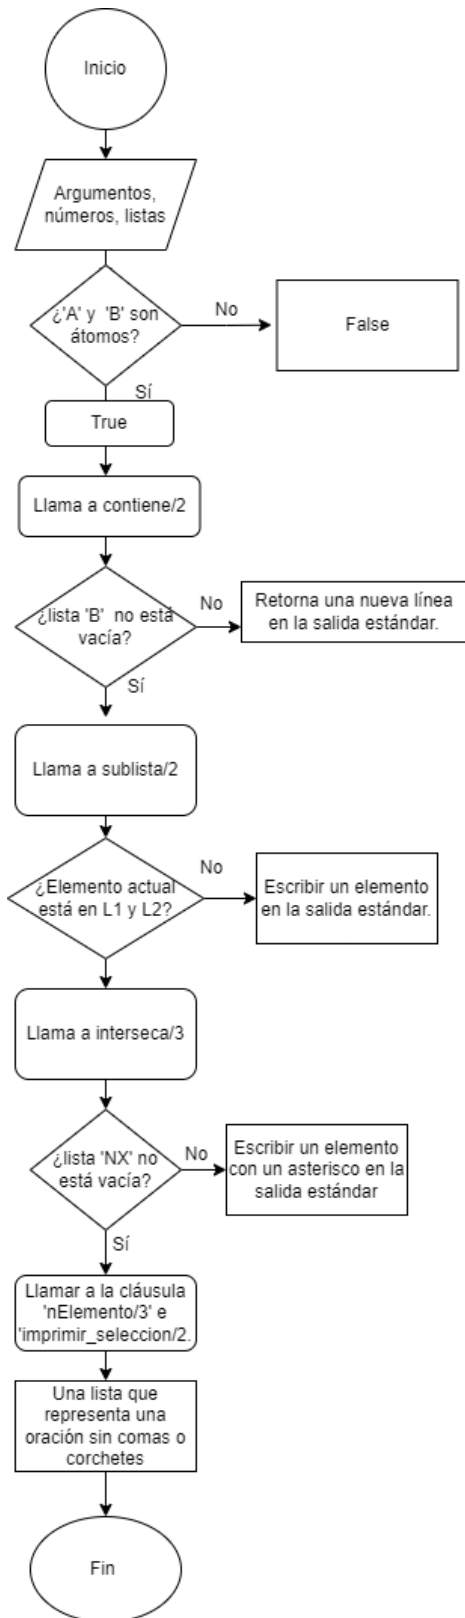 Inicio
Argumentos,
números, listas
¿'A' y 'B' son
átomos?
No
False
Sí
True
Llama a contiene/2
¿lista 'B' no está
vacía?
No
Retorna una nueva línea
en la salida estándar.
Sí
Llama a sublista/2
¿Elemento actual
está en L1 y L2?
No
Escribir un elemento
en la salida estándar.
Llama a interseca/3
¿lista 'NX' no
está vacía?
No
Escribir un elemento
con un asterisco en la
salida estándar
Sí
Llamar a la cláusula
'nElemento/3' e
'imprimir_seleccion/2.
Una lista que
representa una
oración sin comas o
corchetes
Fin